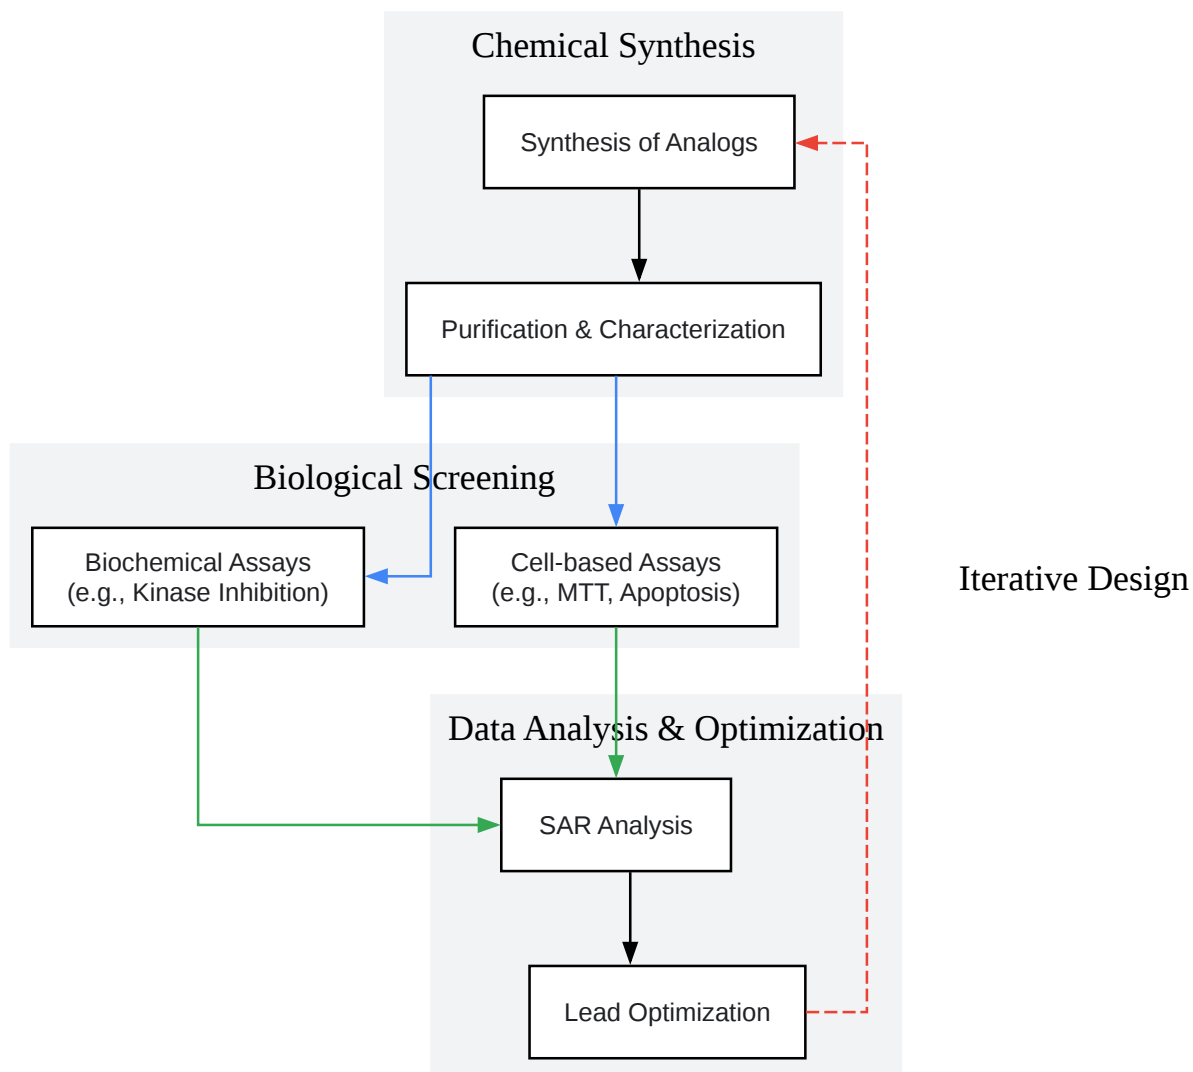 Chemical Synthesis
Synthesis of Analogs
Purification & Characterization
Biological Screening
Biochemical Assays
(e.g., Kinase Inhibition)
Cell-based Assays
(e.g., MTT, Apoptosis)
Iterative Design
Data Analysis & Optimization
SAR Analysis
Lead Optimization